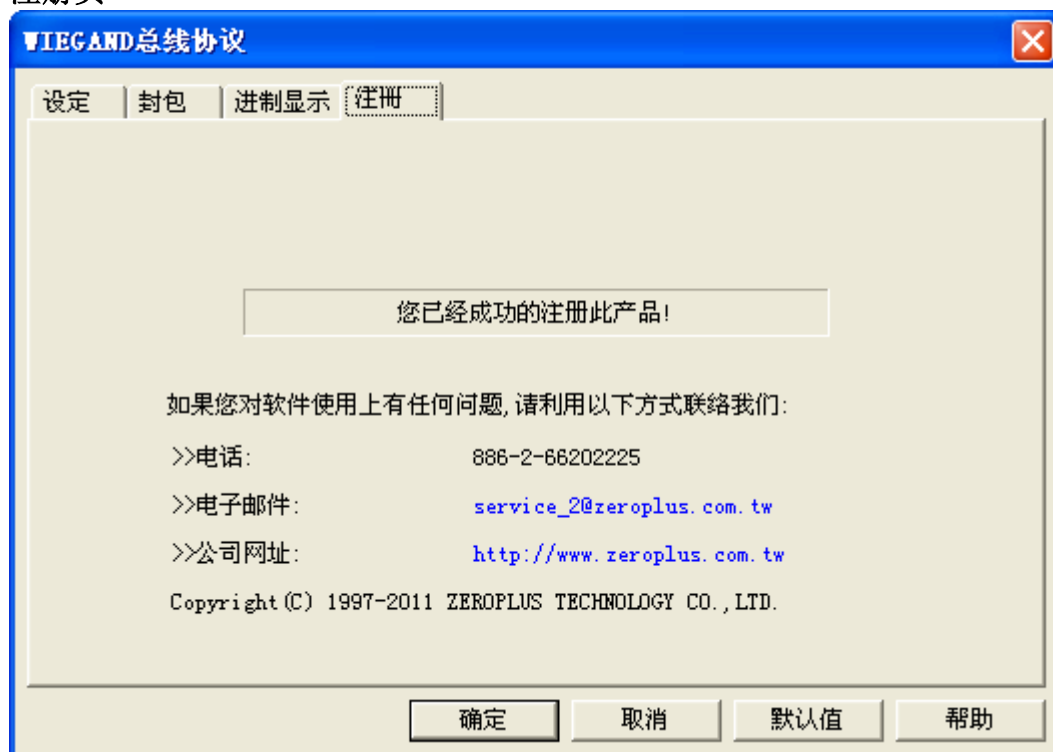 WIEGAND总线协议
设定 封包 进制显示 注册
您已经成功的注册此产品!
如果您对软件使用上有任何问题,请利用以下方式联络我们:
>>电话: 886-2-66202225
>>电子邮件: service_2@zeroplus.com.tw
>>公司网址: http://www.zeroplus.com.tw
Copyright(C) 1997-2011 ZEROPLUS TECHNOLOGY CO.,LTD.
确定 取消 默认值 帮助